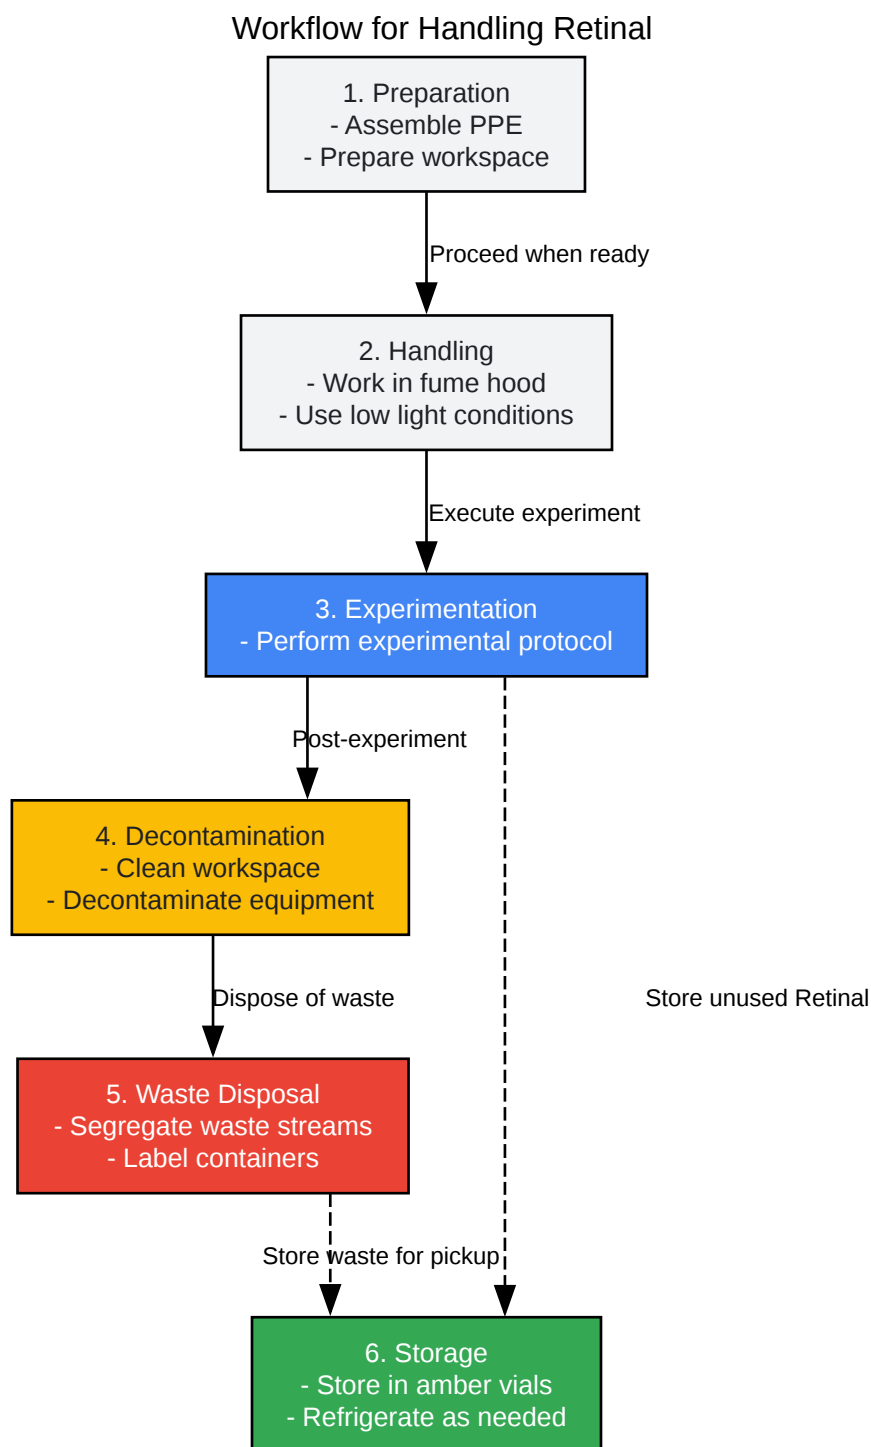 Workflow for Handling Retinal
1. Preparation
- Assemble PPE
- Prepare workspace
Proceed when ready
2. Handling
- Work in fume hood
- Use low light conditions
Execute experiment
3. Experimentation
- Perform experimental protocol
Post-experiment
4. Decontamination
- Clean workspace
- Decontaminate equipment
Dispose of waste
Store unused Retinal
5. Waste Disposal
- Segregate waste streams
- Label containers
Store waste for pickup
6. Storage
- Store in amber vials
- Refrigerate as needed